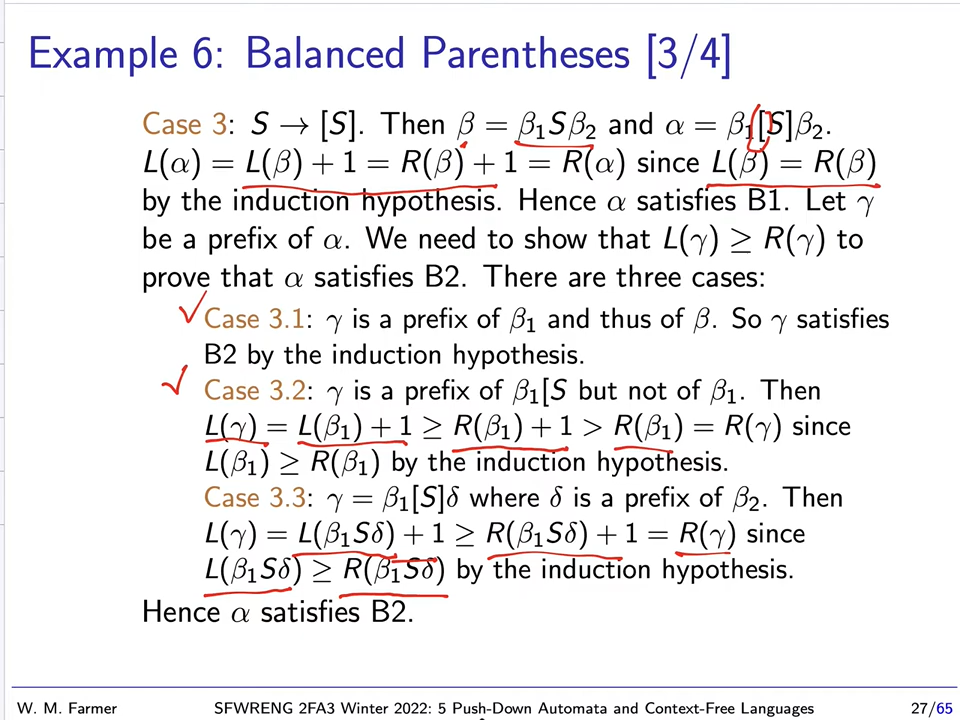 Example 6: Balanced Parentheses [3/4]
Case 3: S → [S]. Then β = β₁Sβ₂ and α = β₁[S]β₂.
L(α) = L(β) + 1 = R(β) + 1 = R(α) since L(β) = R(β)
by the induction hypothesis. Hence α satisfies B1. Let γ
be a prefix of α. We need to show that L(γ) ≥ R(γ) to
prove that α satisfies B2. There are three cases:
Case 3.1: γ is a prefix of β₁ and thus of β. So γ satisfies
B2 by the induction hypothesis.
Case 3.2: γ is a prefix of β₁[S but not of β₁. Then
L(γ) = L(β₁) + 1 ≥ R(β₁) + 1 > R(β₁) = R(γ) since
L(β₁) ≥ R(β₁) by the induction hypothesis.
Case 3.3: γ = β₁[S]δ where δ is a prefix of β₂. Then
L(γ) = L(β₁Sδ) + 1 ≥ R(β₁Sδ) + 1 = R(γ) since
L(β₁Sδ) ≥ R(β₁Sδ) by the induction hypothesis.
Hence α satisfies B2.
W. M. Farmer SFWRENG 2FA3 Winter 2022: 5 Push-Down Automata and Context-Free Languages 27/65